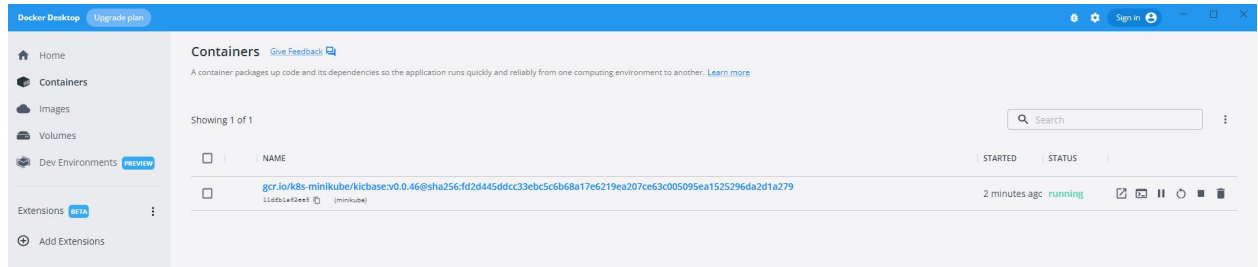 Docker Desktop Upgrade plan Sign in
Home
Containers
Images
Volumes
Dev Environments PREVIEW
Extensions BETA
Add Extensions
Containers Give Feedback
A container packages up code and its dependencies so the application runs quickly and reliably from one computing environment to another. Learn more
Showing 1 of 1 Search
NAME STARTED STATUS
gcr.io/k8s-minikube/kicbase:v0.0.46@sha256:fd2d445ddcc33ebc5c6b68a17e6219ea207ce63c005095ea1525296da2d1a279 2 minutes agc running
(minikube)